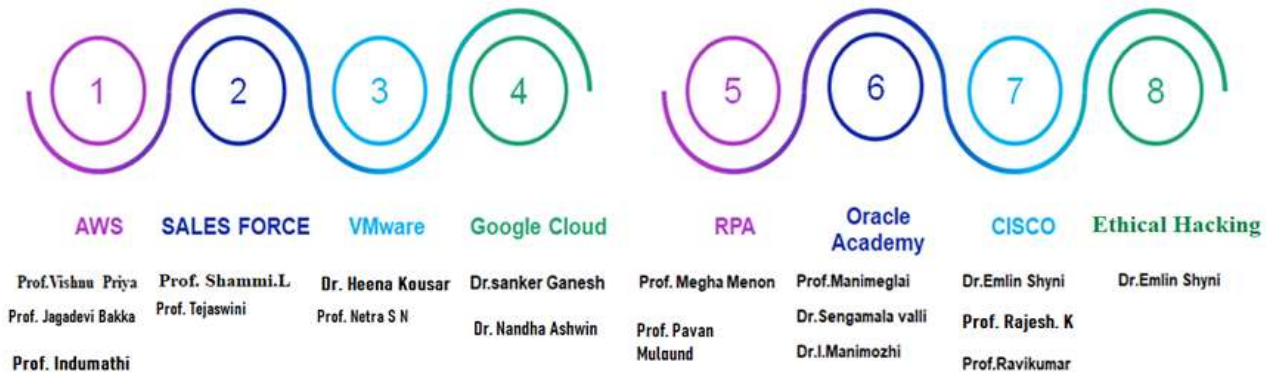 1 2 3 4 5 6 7 8
AWS SALES FORCE VMware Google Cloud RPA Oracle Academy CISCO Ethical Hacking
Prof.Vishnu Priya
Prof. Jagadevi Bakka
Prof. Indumathi
Prof. Shammi.L
Prof. Tejaswini
Dr. Heena Kousar
Prof. Netra S N
Dr.sanker Ganesh
Dr. Nandha Ashwin
Prof. Megha Menon
Prof. Pavan
Mulgund
Prof.Manimeglai
Dr.Sengamala valli
Dr.I.Manimozhi
Dr.Emlin Shyni
Prof. Rajesh. K
Prof.Ravikumar
Dr.Emlin Shyni